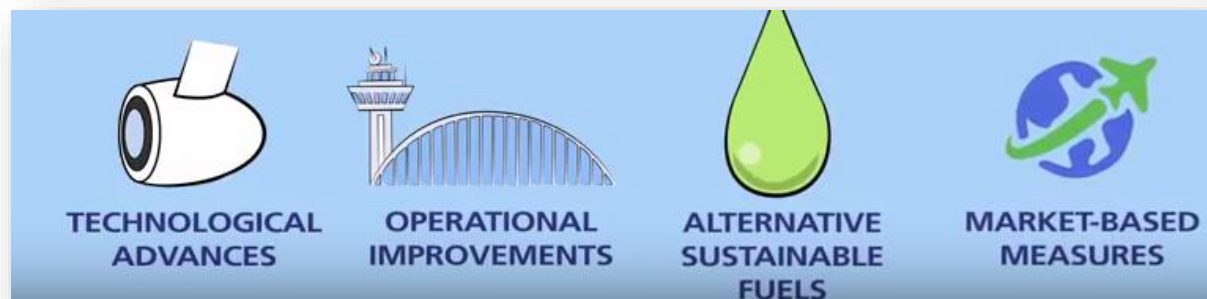 TECHNOLOGICAL
ADVANCES
OPERATIONAL
IMPROVEMENTS
ALTERNATIVE
SUSTAINABLE
FUELS
MARKET-BASED
MEASURES